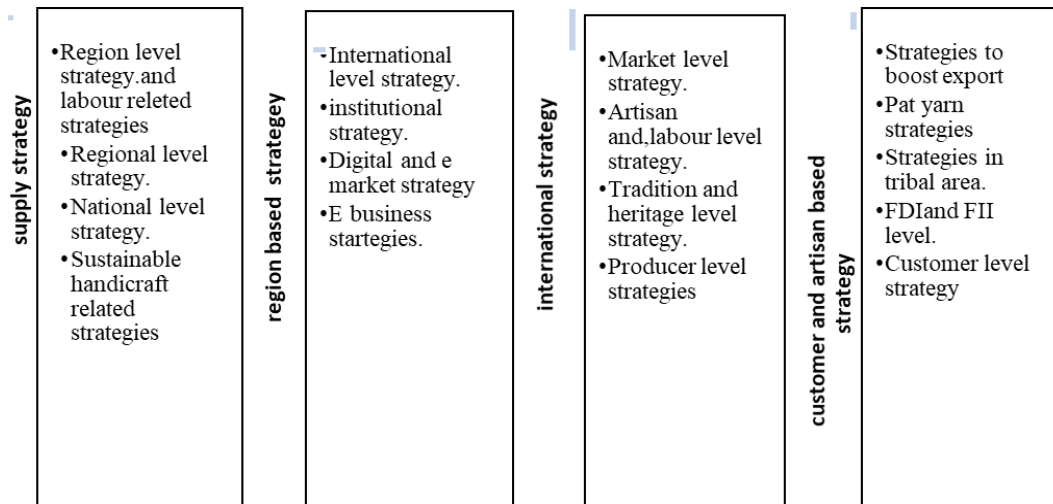 supply strategy
•Region level
strategy.and
labour releted
strategies
•Regional level
strategy.
•National level
strategy.
•Sustainable
handicraft
related
strategies
region based strategey
•International
level strategy.
•institutional
strategy.
•Digital and e
market strategy
•E business
startegies.
international strategy
•Market level
strategy.
•Artisan
and,labour level
strategy.
•Tradition and
heritage level
strategy.
•Producer level
strategies
customer and artisan based
strategy
•Strategies to
boost export
•Pat yarn
strategies
•Strategies in
tribal area.
•FDIand FII
level.
•Customer level
strategy